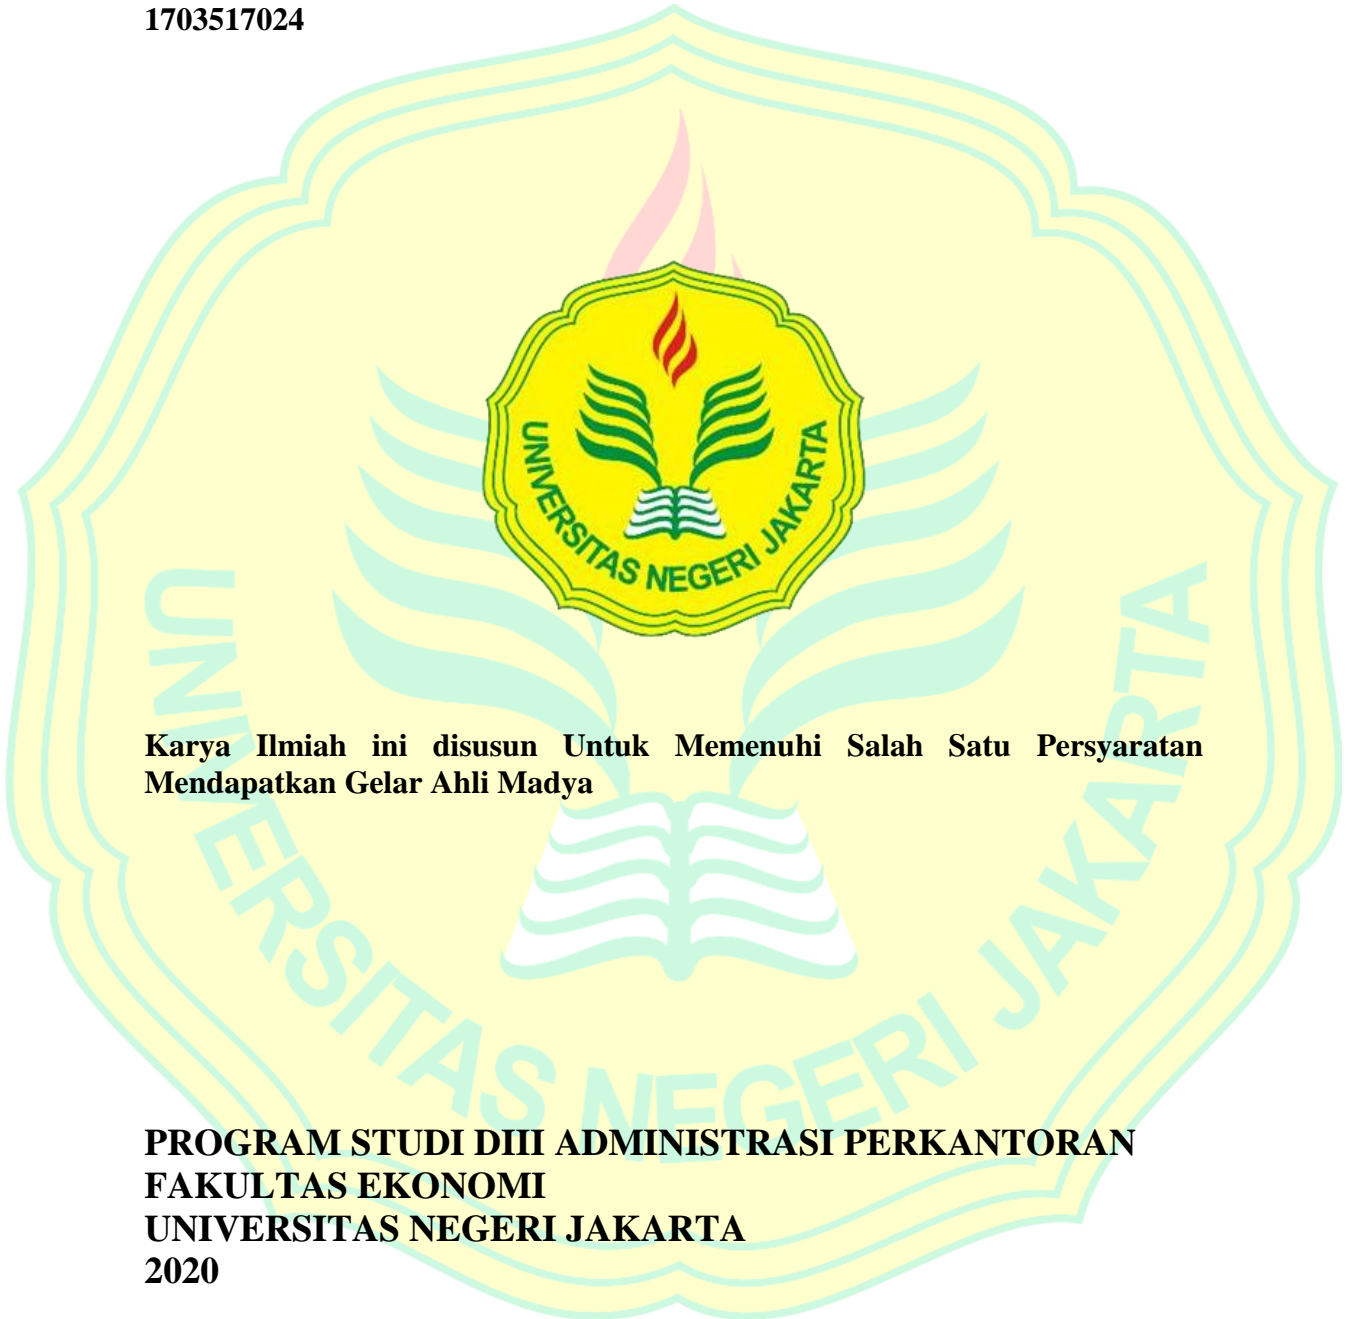 1703517024
UNIVERSITAS NEGERI JAKARTA
Karya Ilmiah ini disusun Untuk Memenuhi Salah Satu Persyaratan
Mendapatkan Gelar Ahli Madya
UNIVERSITAS NEGERI JAKARTA
PROGRAM STUDI DIII ADMINISTRASI PERKANTORAN
FAKULTAS EKONOMI
UNIVERSITAS NEGERI JAKARTA
2020